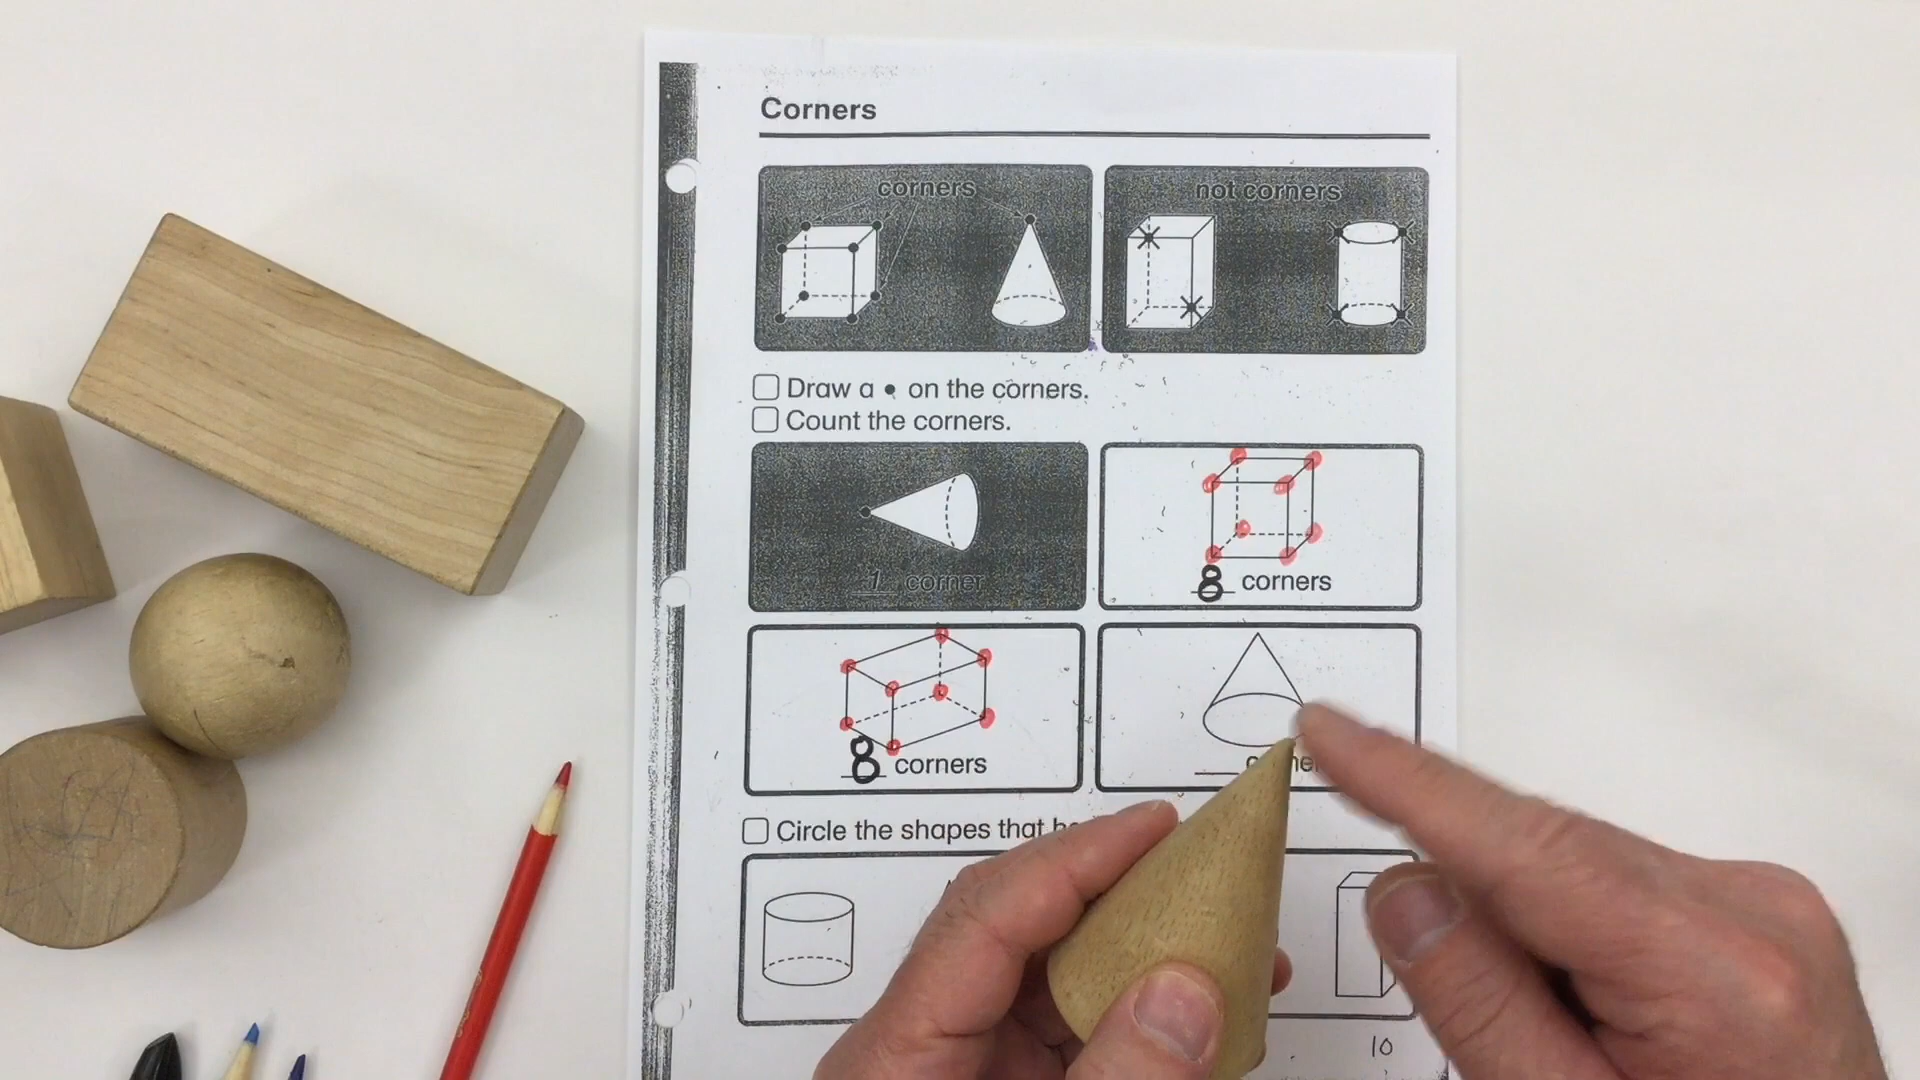 Corners
corners
not corners
Draw a • on the corners.
Count the corners.
1 corner
8 corners
8 corners
Circle the shapes that
10